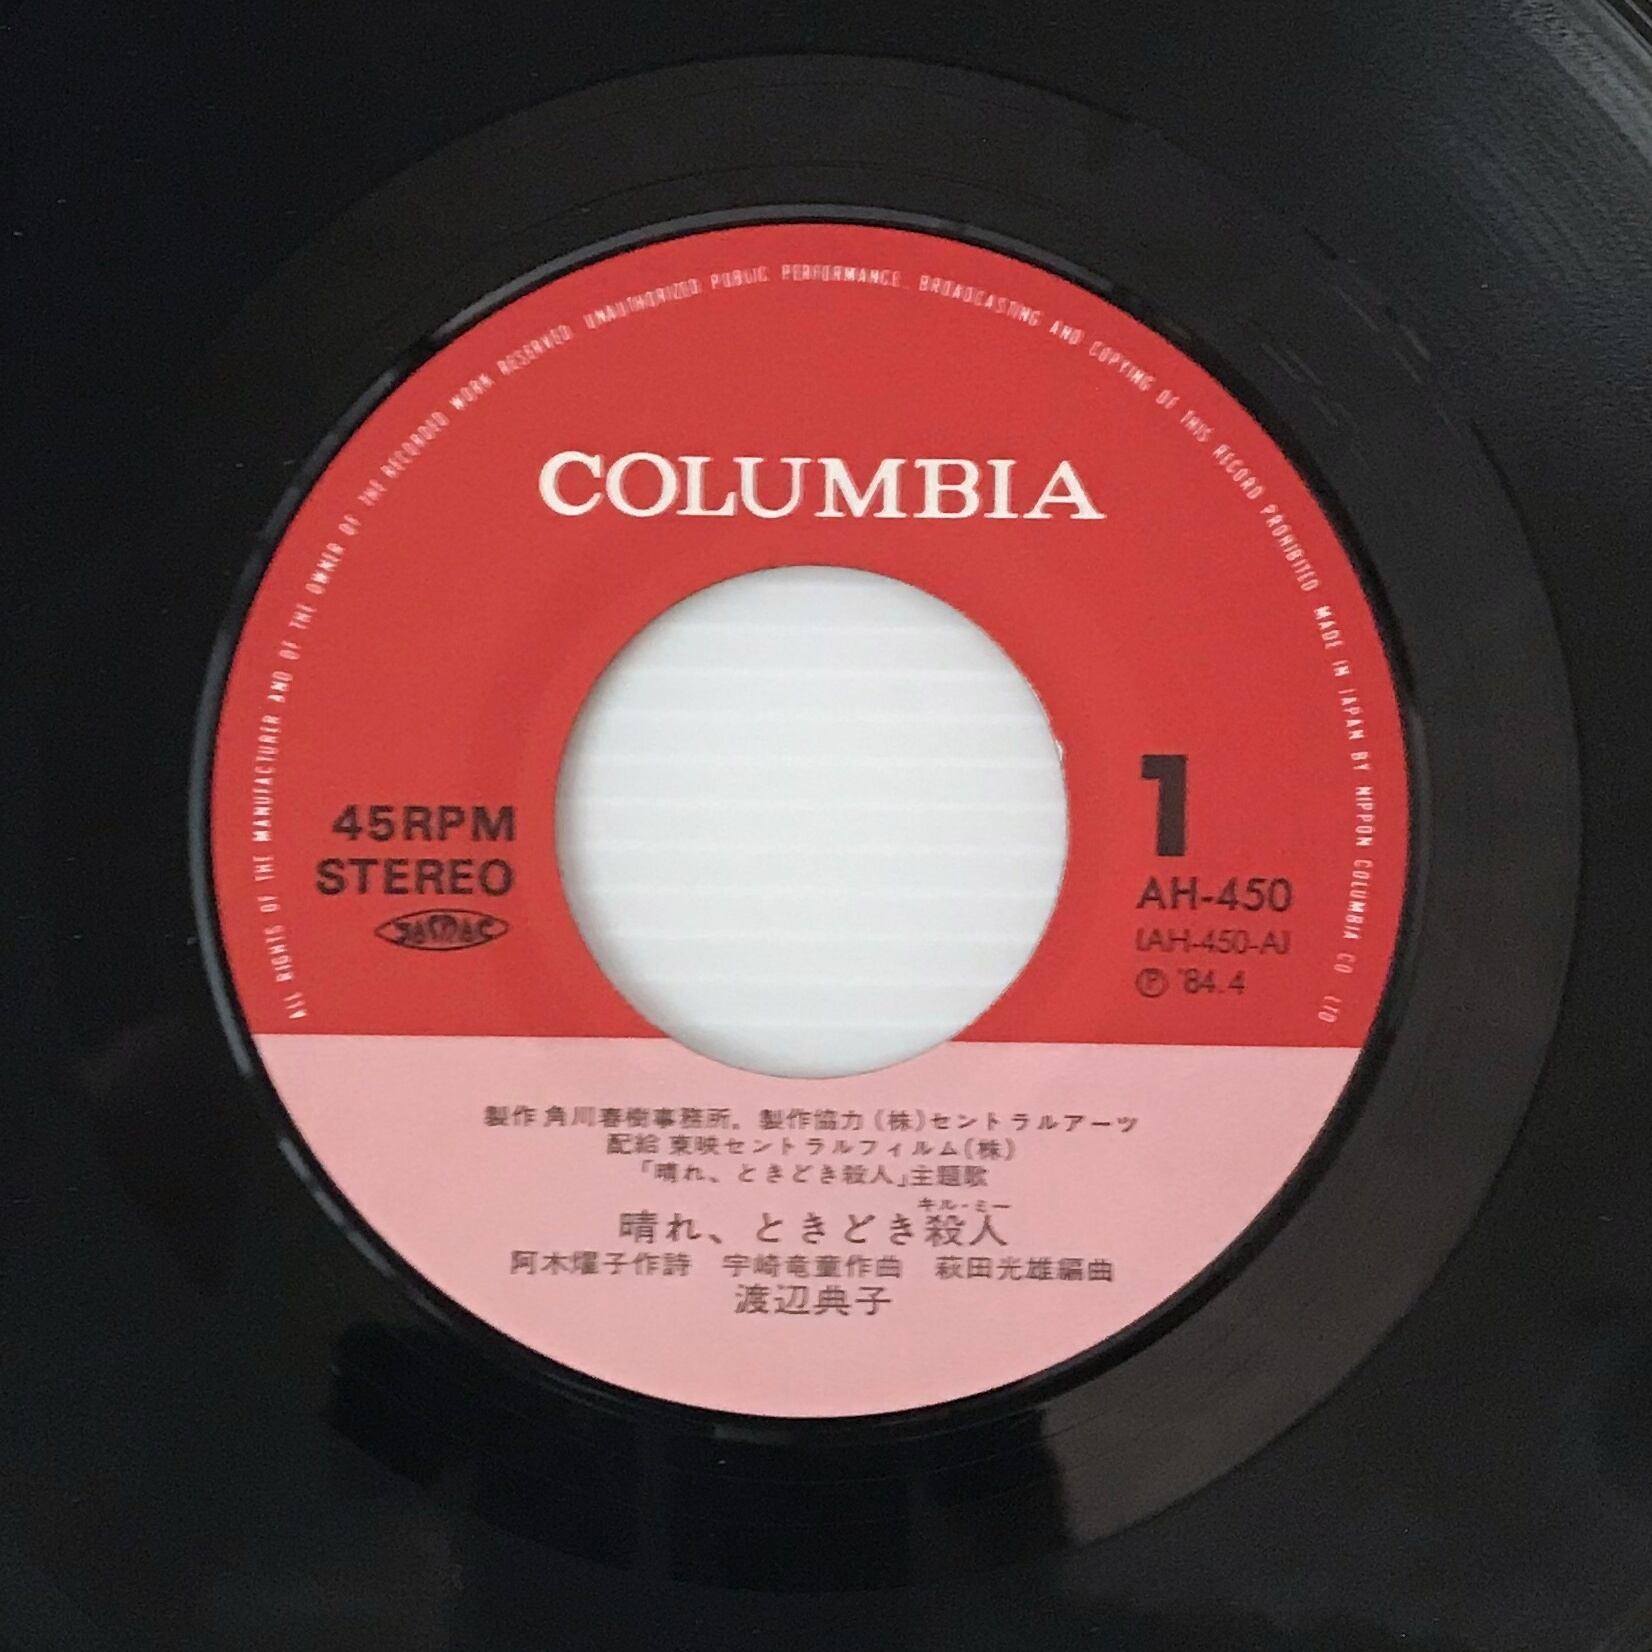 ALL RIGHTS OF THE MANUFACTURER AND OF THE OWNER OF THE RECORDED WORK RESERVED. UNAUTHORIZED PUBLIC PERFORMANCE. BROADCASTING AND COPYING OF THIS RECORD PROHIBITED MADE IN JAPAN BY NIPPON COLUMBIA CO LTD
COLUMBIA
45RPM
STEREO
JASRAC
1
AH-450
(AH-450-A)
Ⓟ '84.4
製作 角川春樹事務所. 製作協力 (株)セントラルアーツ
配給 東映セントラルフィルム(株)
「晴れ、ときどき殺人」主題歌
キル・ミー
晴れ、ときどき殺人
阿木燿子作詩 宇崎竜童作曲 萩田光雄編曲
渡辺典子